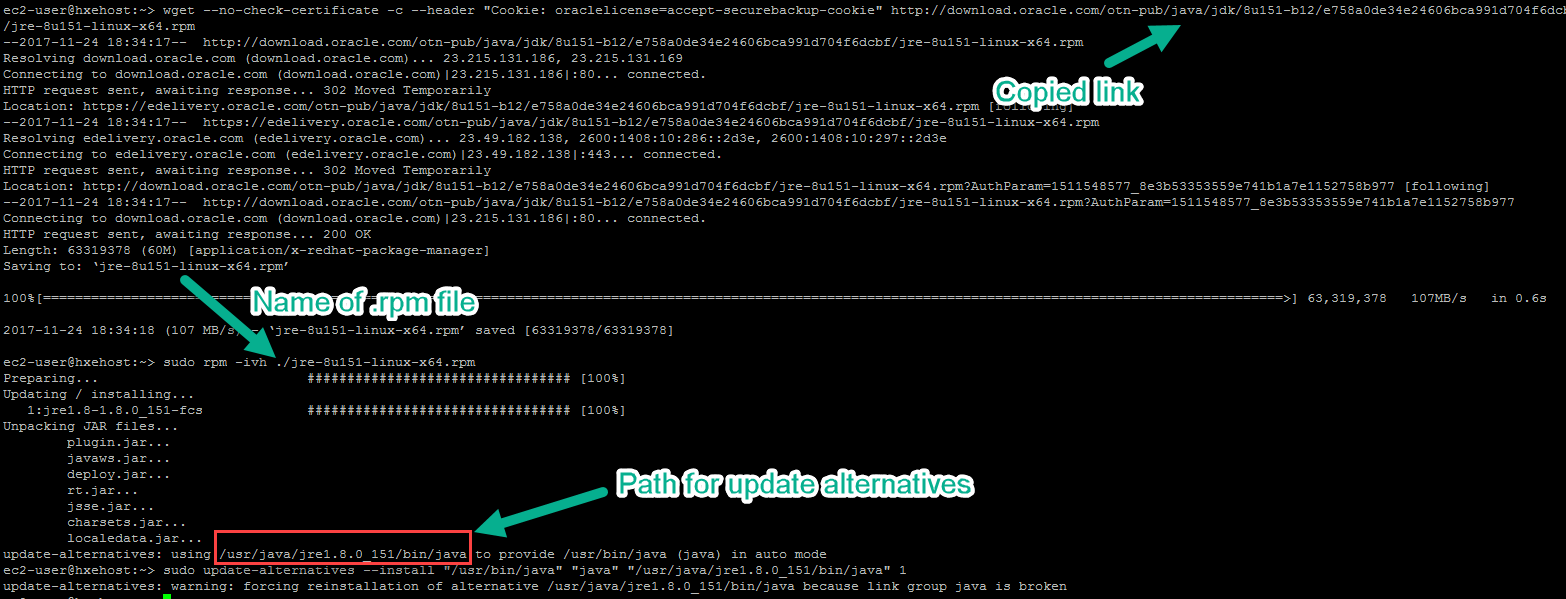 ec2-user@hxehost:~> wget --no-check-certificate -c --header "Cookie: oraclelicense=accept-securebackup-cookie" http://download.oracle.com/otn-pub/java/jdk/8u151-b12/e758a0de34e24606bca991d704f6dcb
/jre-8u151-linux-x64.rpm
--2017-11-24 18:34:17--  http://download.oracle.com/otn-pub/java/jdk/8u151-b12/e758a0de34e24606bca991d704f6dcbf/jre-8u151-linux-x64.rpm
Resolving download.oracle.com (download.oracle.com)... 23.215.131.186, 23.215.131.169
Connecting to download.oracle.com (download.oracle.com)|23.215.131.186|:80... connected.
HTTP request sent, awaiting response... 302 Moved Temporarily
Copied link
Location: https://edelivery.oracle.com/otn-pub/java/jdk/8u151-b12/e758a0de34e24606bca991d704f6dcbf/jre-8u151-linux-x64.rpm [following]
--2017-11-24 18:34:17--  https://edelivery.oracle.com/otn-pub/java/jdk/8u151-b12/e758a0de34e24606bca991d704f6dcbf/jre-8u151-linux-x64.rpm
Resolving edelivery.oracle.com (edelivery.oracle.com)... 23.49.182.138, 2600:1408:10:286::2d3e, 2600:1408:10:297::2d3e
Connecting to edelivery.oracle.com (edelivery.oracle.com)|23.49.182.138|:443... connected.
HTTP request sent, awaiting response... 302 Moved Temporarily
Location: http://download.oracle.com/otn-pub/java/jdk/8u151-b12/e758a0de34e24606bca991d704f6dcbf/jre-8u151-linux-x64.rpm?AuthParam=1511548577_8e3b53353559e741b1a7e1152758b977 [following]
--2017-11-24 18:34:17--  http://download.oracle.com/otn-pub/java/jdk/8u151-b12/e758a0de34e24606bca991d704f6dcbf/jre-8u151-linux-x64.rpm?AuthParam=1511548577_8e3b53353559e741b1a7e1152758b977
Connecting to download.oracle.com (download.oracle.com)|23.215.131.186|:80... connected.
HTTP request sent, awaiting response... 200 OK
Length: 63319378 (60M) [application/x-redhat-package-manager]
Saving to: ‘jre-8u151-linux-x64.rpm’
Name of .rpm file
100%[======================================================================>] 63,319,378   107MB/s   in 0.6s
2017-11-24 18:34:18 (107 MB/s) - ‘jre-8u151-linux-x64.rpm’ saved [63319378/63319378]
ec2-user@hxehost:~> sudo rpm -ivh ./jre-8u151-linux-x64.rpm
Preparing...                          ################################# [100%]
Updating / installing...
   1:jre1.8-1.8.0_151-fcs             ################################# [100%]
Unpacking JAR files...
        plugin.jar...
        javaws.jar...
        deploy.jar...
Path for update alternatives
        rt.jar...
        jsse.jar...
        charsets.jar...
        localedata.jar...
update-alternatives: using /usr/java/jre1.8.0_151/bin/java to provide /usr/bin/java (java) in auto mode
ec2-user@hxehost:~> sudo update-alternatives --install "/usr/bin/java" "java" "/usr/java/jre1.8.0_151/bin/java" 1
update-alternatives: warning: forcing reinstallation of alternative /usr/java/jre1.8.0_151/bin/java because link group java is broken